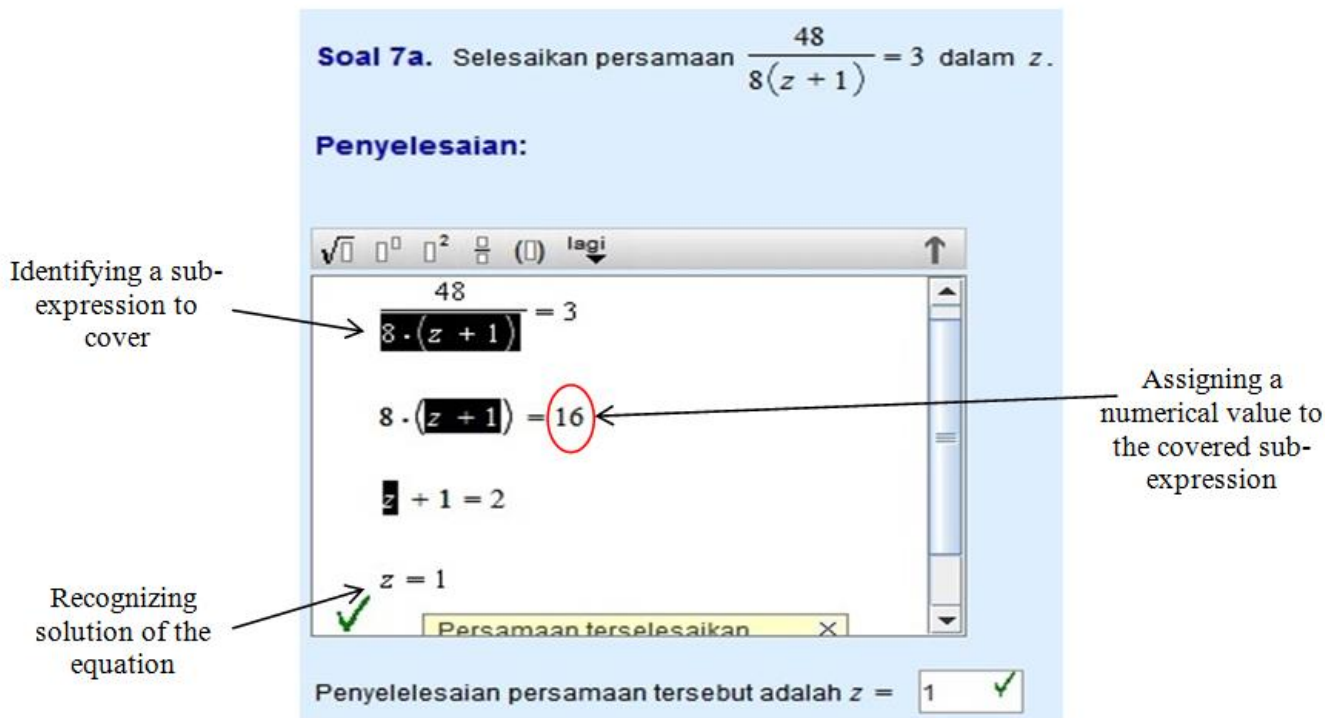 Soal 7a. Selesaikan persamaan 48 / 8(z + 1) = 3 dalam z.
Penyelesaian:
√▯ ▯▯ ▯² ▯/▯ (▯) lagi
Identifying a sub-
expression to
cover
48 / 8 · (z + 1) = 3
8 · (z + 1) = 16
Assigning a
numerical value to
the covered sub-
expression
z + 1 = 2
z = 1
Recognizing
solution of the
equation
Persamaan terselesaikan
Penyelelesaian persamaan tersebut adalah z = 1